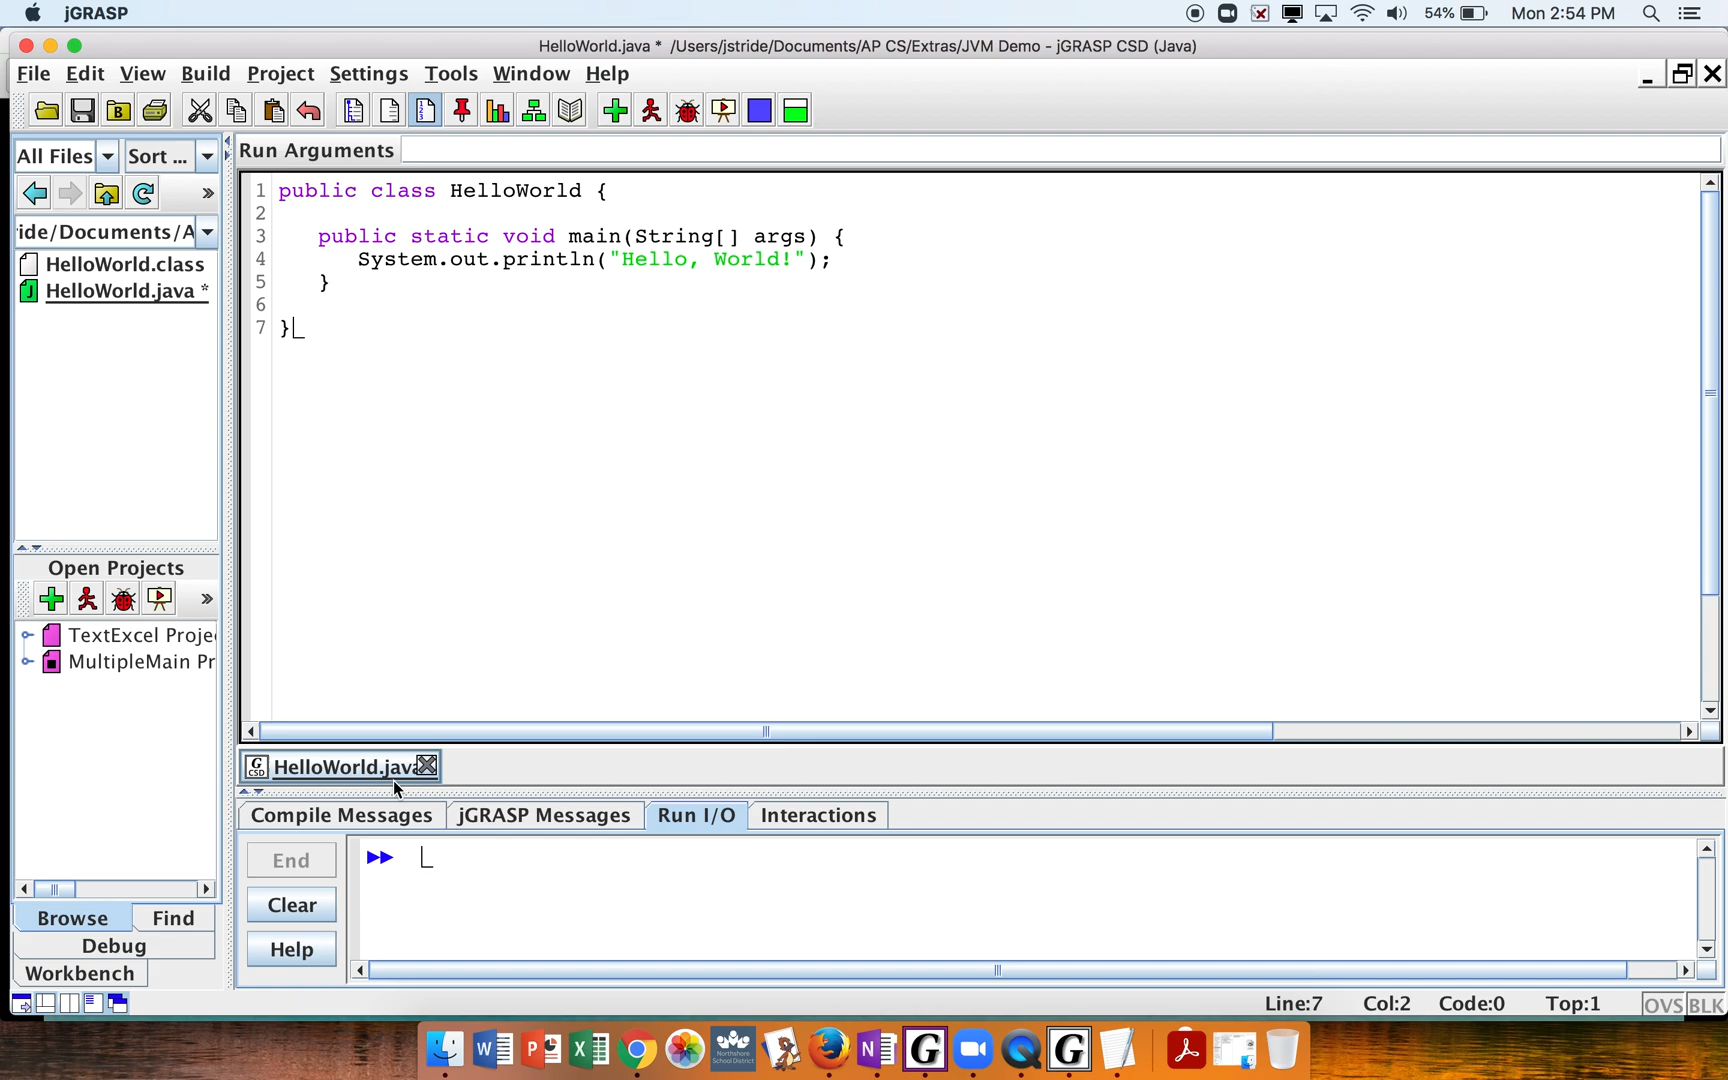 jGRASP 54% Mon 2:54 PM
HelloWorld.java * /Users/jstride/Documents/AP CS/Extras/JVM Demo - jGRASP CSD (Java)
File Edit View Build Project Settings Tools Window Help
All Files Sort ... Run Arguments
ide/Documents/A
HelloWorld.class
HelloWorld.java *
1 public class HelloWorld {
2
3 public static void main(String[] args) {
4 System.out.println("Hello, World!");
5 }
6
7 }
Open Projects
TextExcel Proje
MultipleMain Pr
HelloWorld.java
Compile Messages jGRASP Messages Run I/O Interactions
End
Clear
Help
Browse Find
Debug
Workbench
Line:7 Col:2 Code:0 Top:1 OVS BLK
Northshore
School District